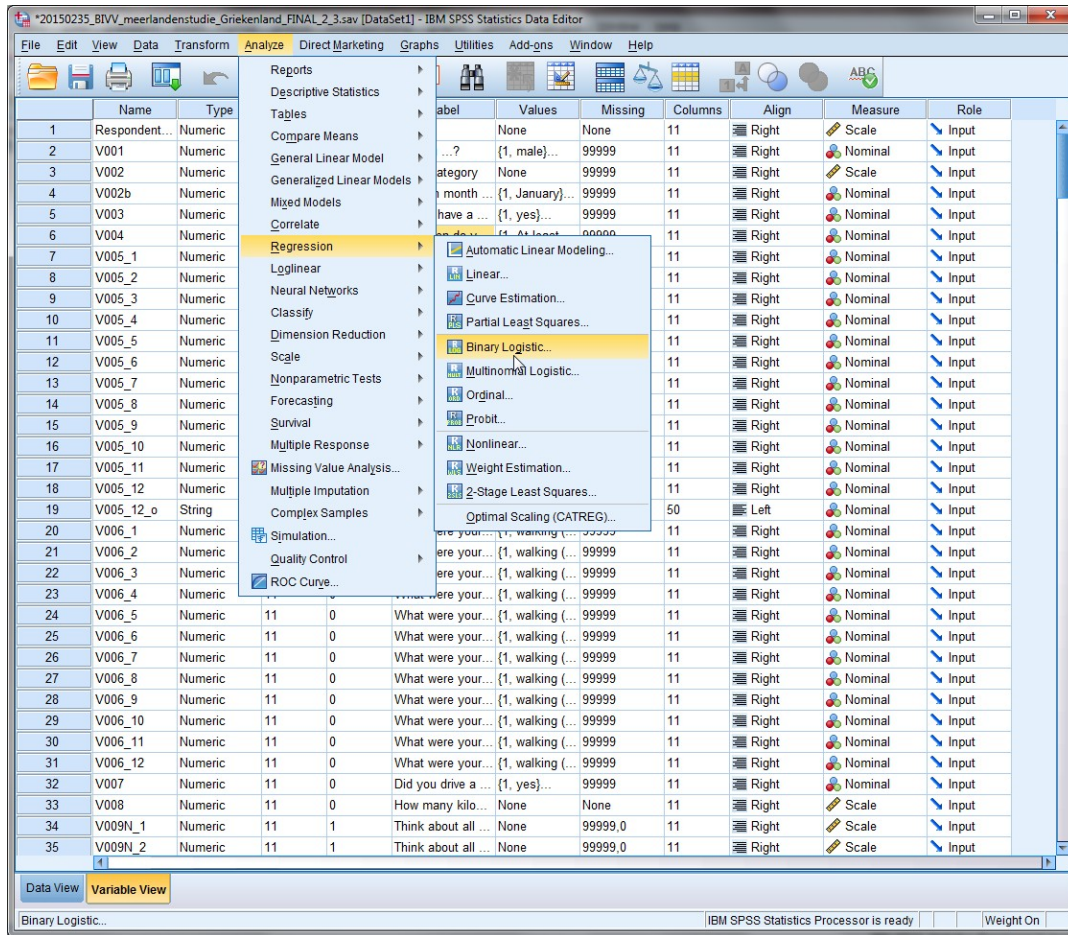 *20150235_BIVV_meerlandenstudie_Griekenland_FINAL_2_3.sav [DataSet1] - IBM SPSS Statistics Data Editor
File Edit View Data Transform Analyze Direct Marketing Graphs Utilities Add-ons Window Help
Reports
Descriptive Statistics
Tables
Compare Means
General Linear Model
Generalized Linear Models
Mixed Models
Correlate
Regression
Loglinear
Neural Networks
Classify
Dimension Reduction
Scale
Nonparametric Tests
Forecasting
Survival
Multiple Response
Missing Value Analysis...
Multiple Imputation
Complex Samples
Simulation...
Quality Control
ROC Curve...
Automatic Linear Modeling...
Linear...
Curve Estimation...
Partial Least Squares...
Binary Logistic...
Multinomial Logistic...
Ordinal...
Probit...
Nonlinear...
Weight Estimation...
2-Stage Least Squares...
Optimal Scaling (CATREG)...
Name Type abel Values Missing Columns Align Measure Role
1 Respondent... Numeric None None 11 Right Scale Input
2 V001 Numeric ...? {1, male}... 99999 11 Right Nominal Input
3 V002 Numeric ategory None 99999 11 Right Scale Input
4 V002b Numeric month ... {1, January}... 99999 11 Right Nominal Input
5 V003 Numeric have a ... {1, yes}... 99999 11 Right Nominal Input
6 V004 Numeric 11 Right Nominal Input
7 V005_1 Numeric 11 Right Nominal Input
8 V005_2 Numeric 11 Right Nominal Input
9 V005_3 Numeric 11 Right Nominal Input
10 V005_4 Numeric 11 Right Nominal Input
11 V005_5 Numeric 11 Right Nominal Input
12 V005_6 Numeric 11 Right Nominal Input
13 V005_7 Numeric 11 Right Nominal Input
14 V005_8 Numeric 11 Right Nominal Input
15 V005_9 Numeric 11 Right Nominal Input
16 V005_10 Numeric 11 Right Nominal Input
17 V005_11 Numeric 11 Right Nominal Input
18 V005_12 Numeric 11 Right Nominal Input
19 V005_12_o String 50 Left Nominal Input
20 V006_1 Numeric ere your... {1, walking (... 99999 11 Right Nominal Input
21 V006_2 Numeric ere your... {1, walking (... 99999 11 Right Nominal Input
22 V006_3 Numeric ere your... {1, walking (... 99999 11 Right Nominal Input
23 V006_4 Numeric ere your... {1, walking (... 99999 11 Right Nominal Input
24 V006_5 Numeric 11 0 What were your... {1, walking (... 99999 11 Right Nominal Input
25 V006_6 Numeric 11 0 What were your... {1, walking (... 99999 11 Right Nominal Input
26 V006_7 Numeric 11 0 What were your... {1, walking (... 99999 11 Right Nominal Input
27 V006_8 Numeric 11 0 What were your... {1, walking (... 99999 11 Right Nominal Input
28 V006_9 Numeric 11 0 What were your... {1, walking (... 99999 11 Right Nominal Input
29 V006_10 Numeric 11 0 What were your... {1, walking (... 99999 11 Right Nominal Input
30 V006_11 Numeric 11 0 What were your... {1, walking (... 99999 11 Right Nominal Input
31 V006_12 Numeric 11 0 What were your... {1, walking (... 99999 11 Right Nominal Input
32 V007 Numeric 11 0 Did you drive a ... {1, yes}... 99999 11 Right Nominal Input
33 V008 Numeric 11 0 How many kilo... None None 11 Right Scale Input
34 V009N_1 Numeric 11 1 Think about all ... None 99999,0 11 Right Scale Input
35 V009N_2 Numeric 11 1 Think about all ... None 99999,0 11 Right Scale Input
Data View Variable View
Binary Logistic... IBM SPSS Statistics Processor is ready Weight On